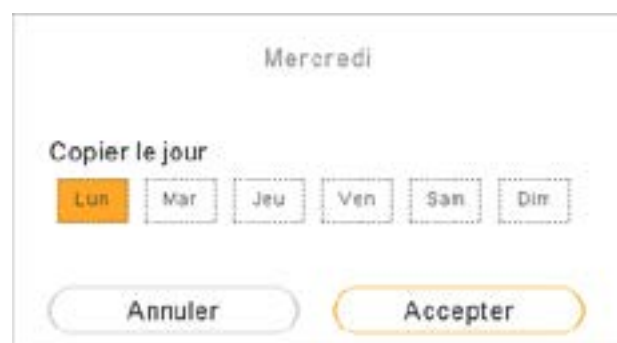 Mercredi
Copier le jour
Lun Mar Jeu Ven Sam Dim
Annuler Accepter